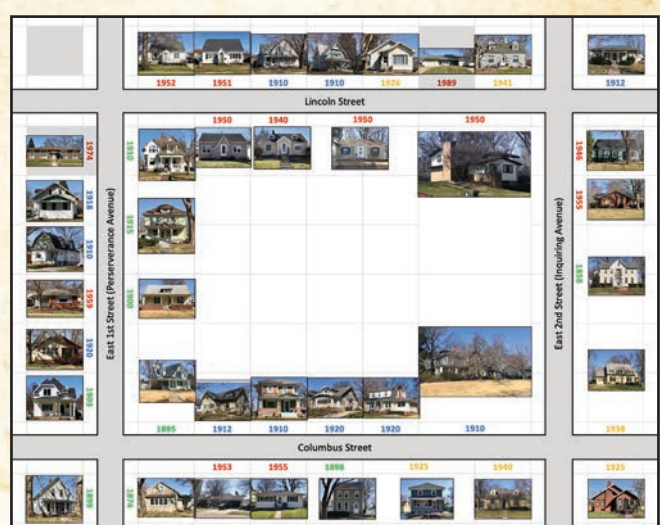 1952 1951 1910 1910 1926 1989 1941 1912
Lincoln Street
1950 1940 1950 1950
1974
1918
1910
1959
1920
1903
1899
East 1st Street (Perserverance Avenue)
1910
1915
1900
1895 1912 1910 1920 1920 1910
East 2nd Street (Inquiring Avenue)
1946
1955
1858
1938
Columbus Street
1953 1955 1898 1925 1940 1925
1874